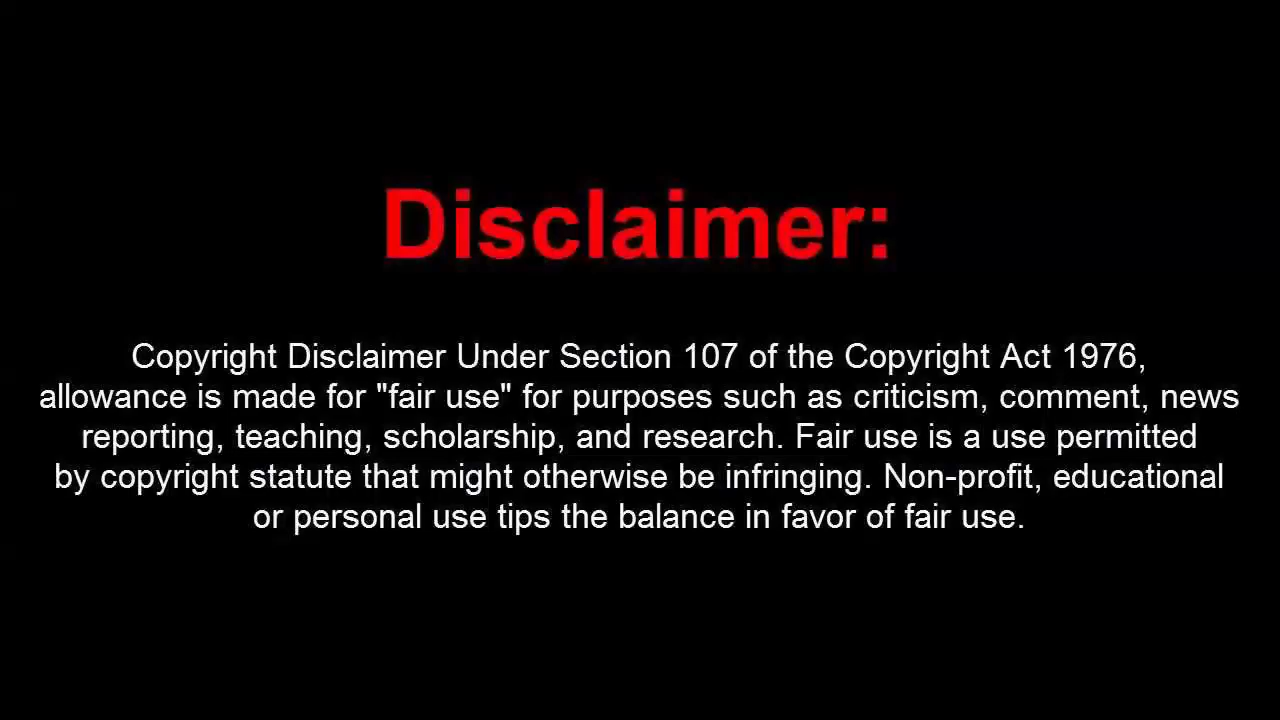 Disclaimer:
Copyright Disclaimer Under Section 107 of the Copyright Act 1976,
allowance is made for "fair use" for purposes such as criticism, comment, news
reporting, teaching, scholarship, and research. Fair use is a use permitted
by copyright statute that might otherwise be infringing. Non-profit, educational
or personal use tips the balance in favor of fair use.